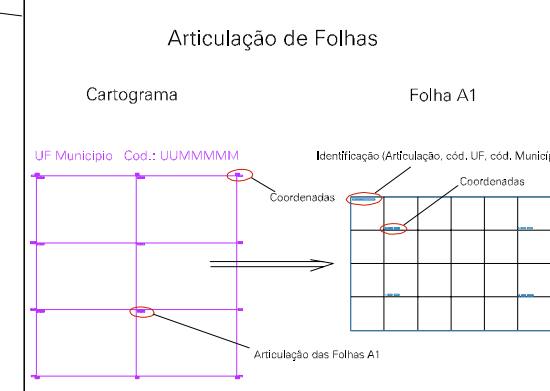 Articulação de Folhas
Cartograma
Folha A1
UF Municipio Cod.: UUMMMMM
Identificação (Articulação, cód. UF, cód. Municíp
Coordenadas
Coordenadas
Articulação das Folhas A1